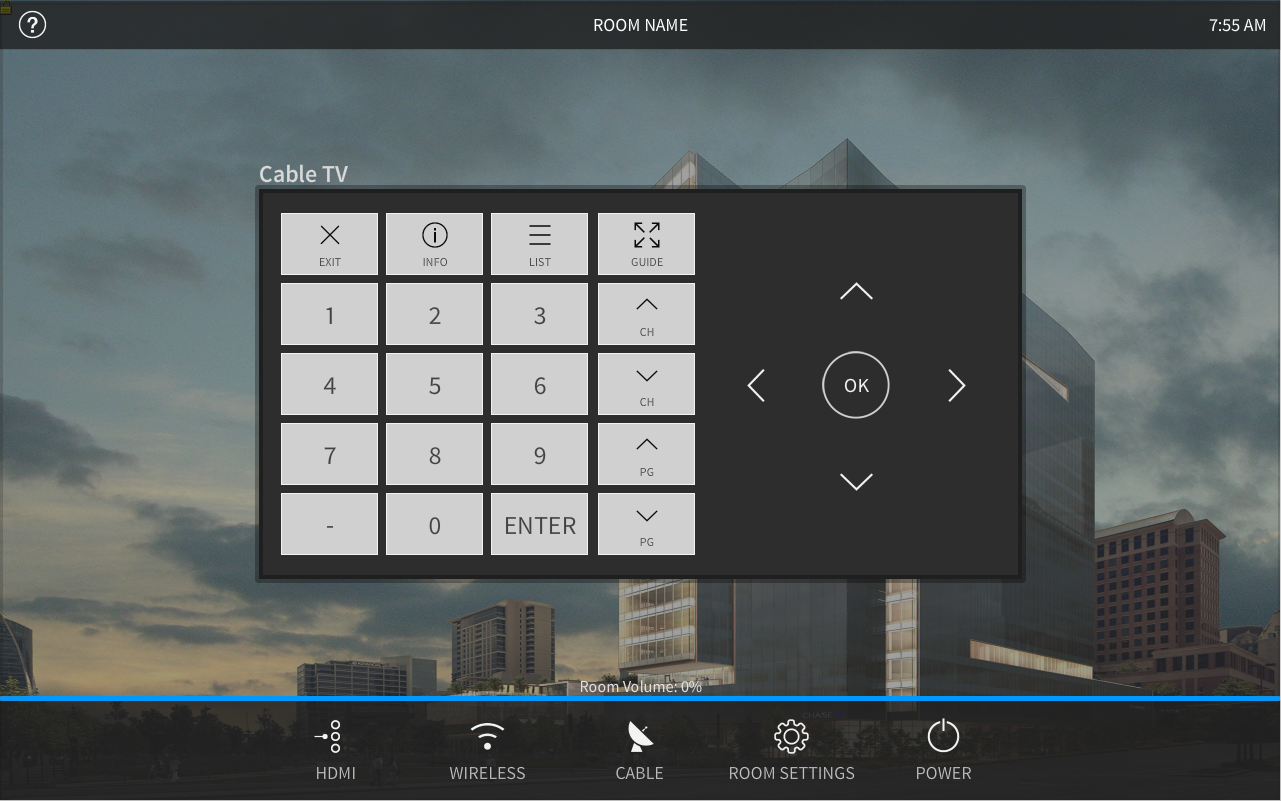 ?
ROOM NAME
7:55 AM
Cable TV
EXIT
INFO
LIST
GUIDE
1
2
3
CH
4
5
6
CH
OK
7
8
9
PG
-
0
ENTER
PG
Room Volume: 0%
HDMI
WIRELESS
CABLE
ROOM SETTINGS
POWER